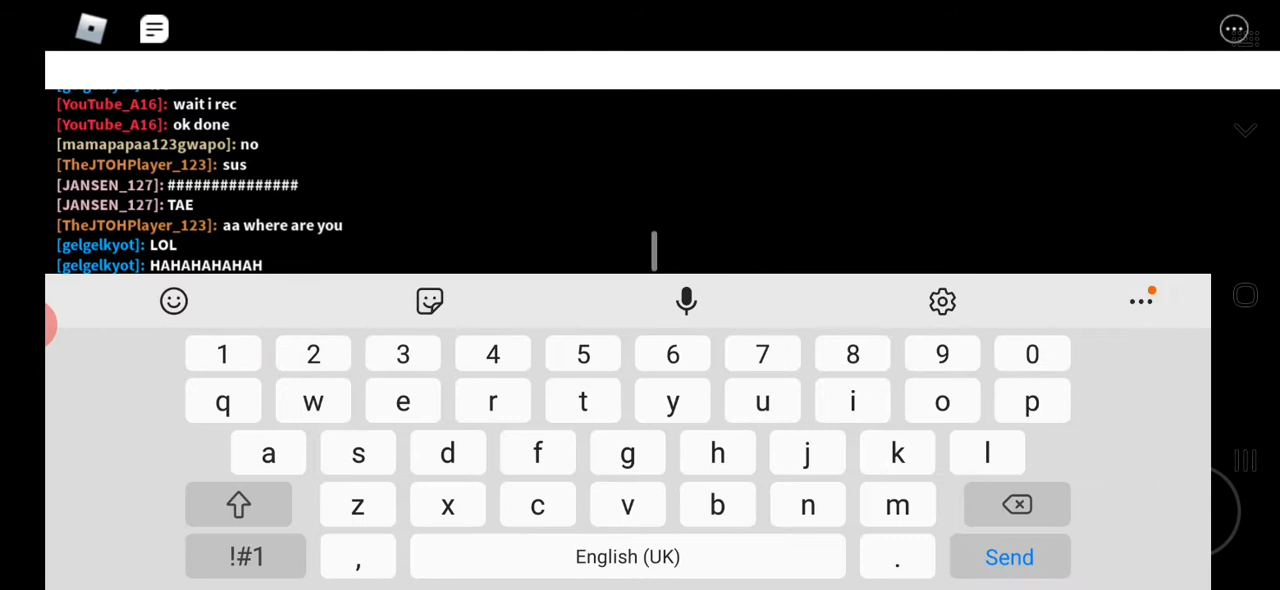 [YouTube_A16]: wait i rec
[YouTube_A16]: ok done
[mamapapaa123gwapo]: no
[TheJTOHPlayer_123]: sus
[JANSEN_127]: ###############
[JANSEN_127]: TAE
[TheJTOHPlayer_123]: aa where are you
[gelgelkyot]: LOL
[gelgelkyot]: HAHAHAHAHAH
1 2 3 4 5 6 7 8 9 0
q w e r t y u i o p
a s d f g h j k l
z x c v b n m
!#1 , English (UK) . Send